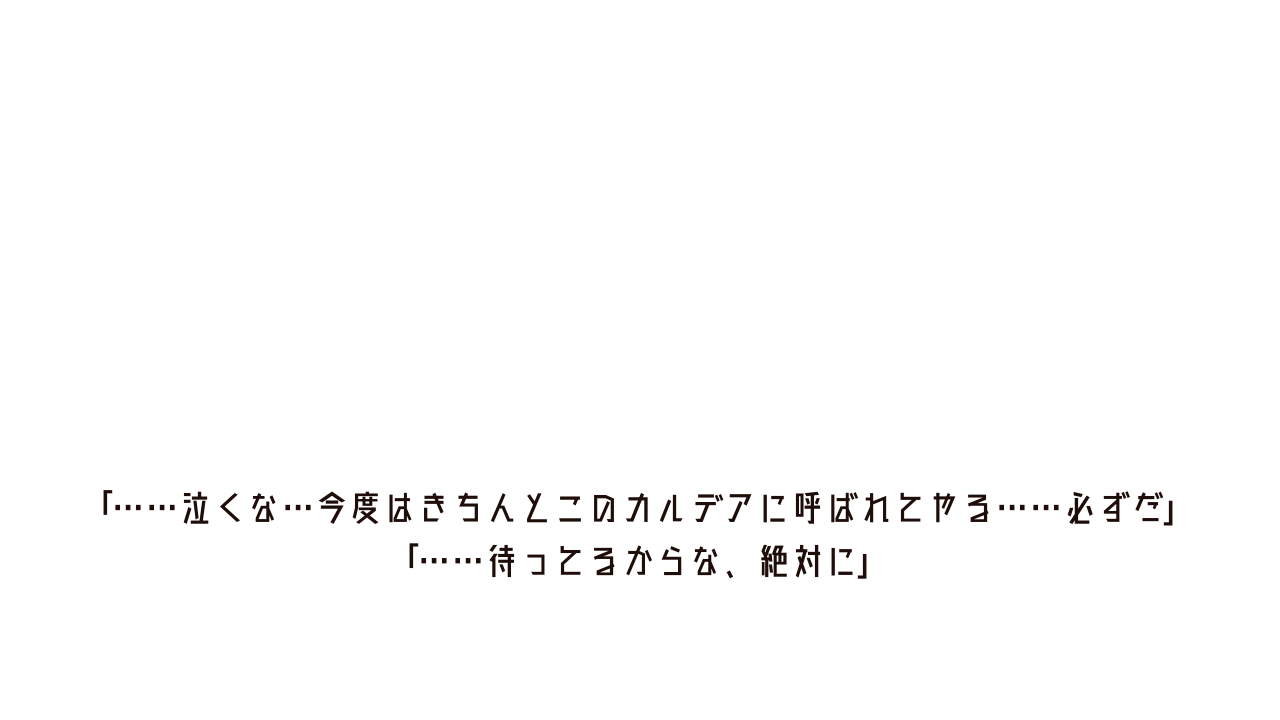 「……泣くな…今度はきちんとこのカルデアに呼ばれてやる……必ずだ」
「……待ってるからな、絶対に」